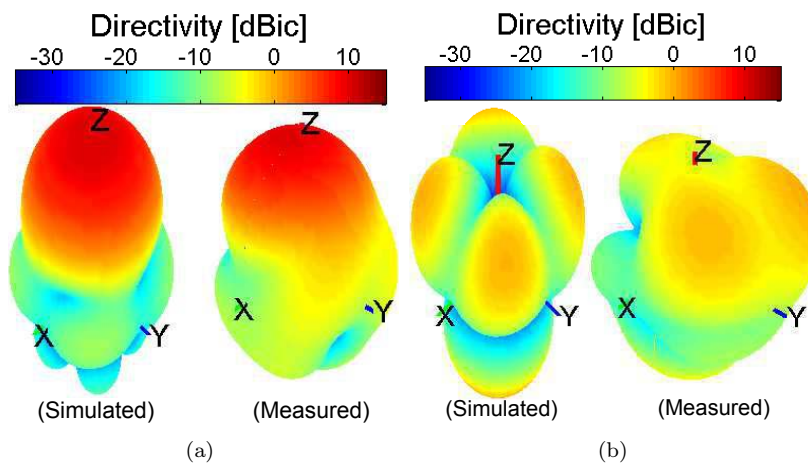 Directivity [dBic]
-30 -20 -10 0 10
Z
X
Y
(Simulated)
Z
X
Y
(Measured)
(a)
Directivity [dBic]
-30 -20 -10 0 10
Z
X
Y
(Simulated)
Z
X
Y
(Measured)
(b)